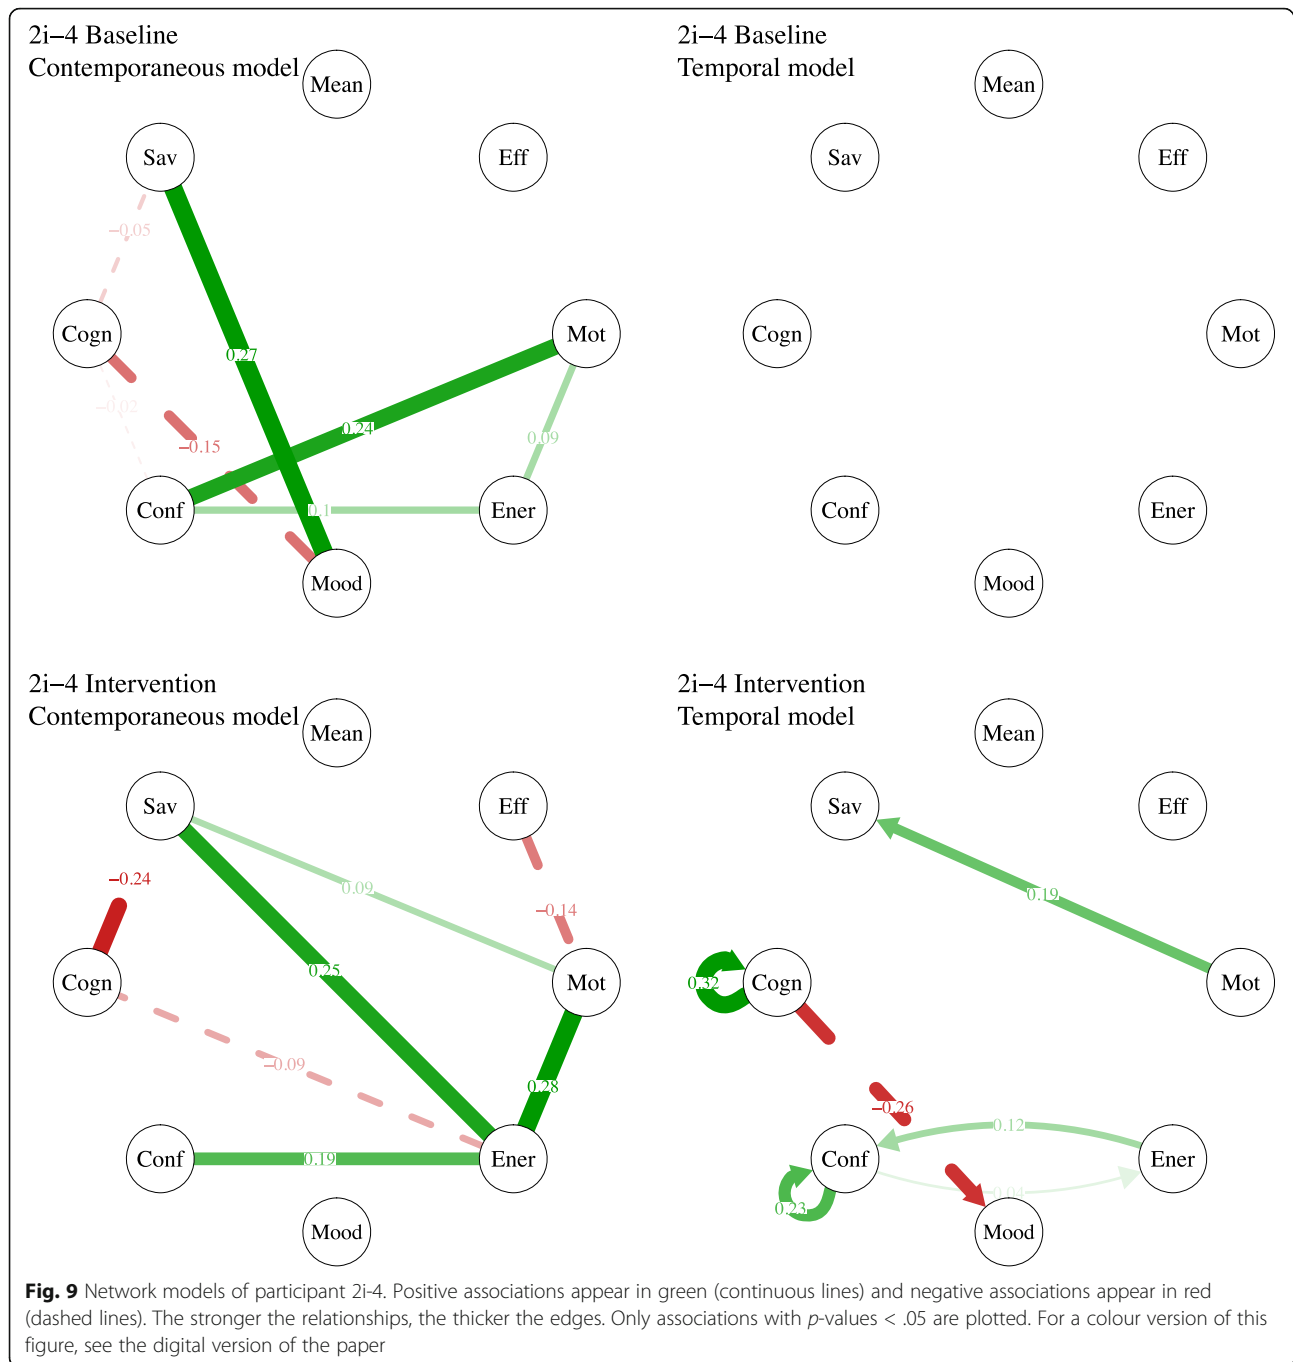 2i–4 Baseline
Contemporaneous model
Mean
Sav
Eff
−0.05
Cogn
Mot
0.27
−0.02
0.24
0.09
−0.15
Conf
0.1
Ener
Mood
2i–4 Baseline
Temporal model
Mean
Sav
Eff
Cogn
Mot
Conf
Ener
Mood
2i–4 Intervention
Contemporaneous model
Mean
Sav
Eff
−0.24
0.09
−0.14
Cogn
0.25
Mot
−0.09
0.28
Conf
0.19
Ener
Mood
2i–4 Intervention
Temporal model
Mean
Sav
Eff
0.19
0.32
Cogn
Mot
−0.26
0.12
Conf
Ener
0.23
0.04
Mood
Fig. 9 Network models of participant 2i-4. Positive associations appear in green (continuous lines) and negative associations appear in red
(dashed lines). The stronger the relationships, the thicker the edges. Only associations with p-values < .05 are plotted. For a colour version of this
figure, see the digital version of the paper